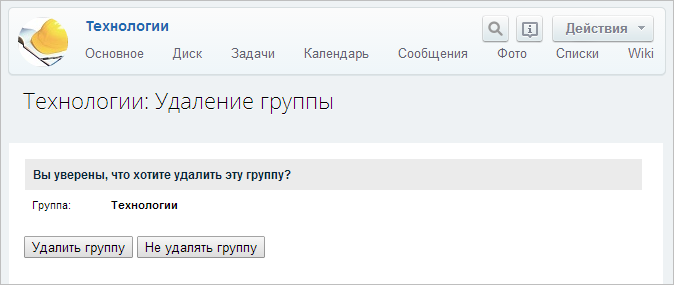 Технологии
Действия
Основное Диск Задачи Календарь Сообщения Фото Списки Wiki
Технологии: Удаление группы
Вы уверены, что хотите удалить эту группу?
Группа: Технологии
Удалить группу Не удалять группу